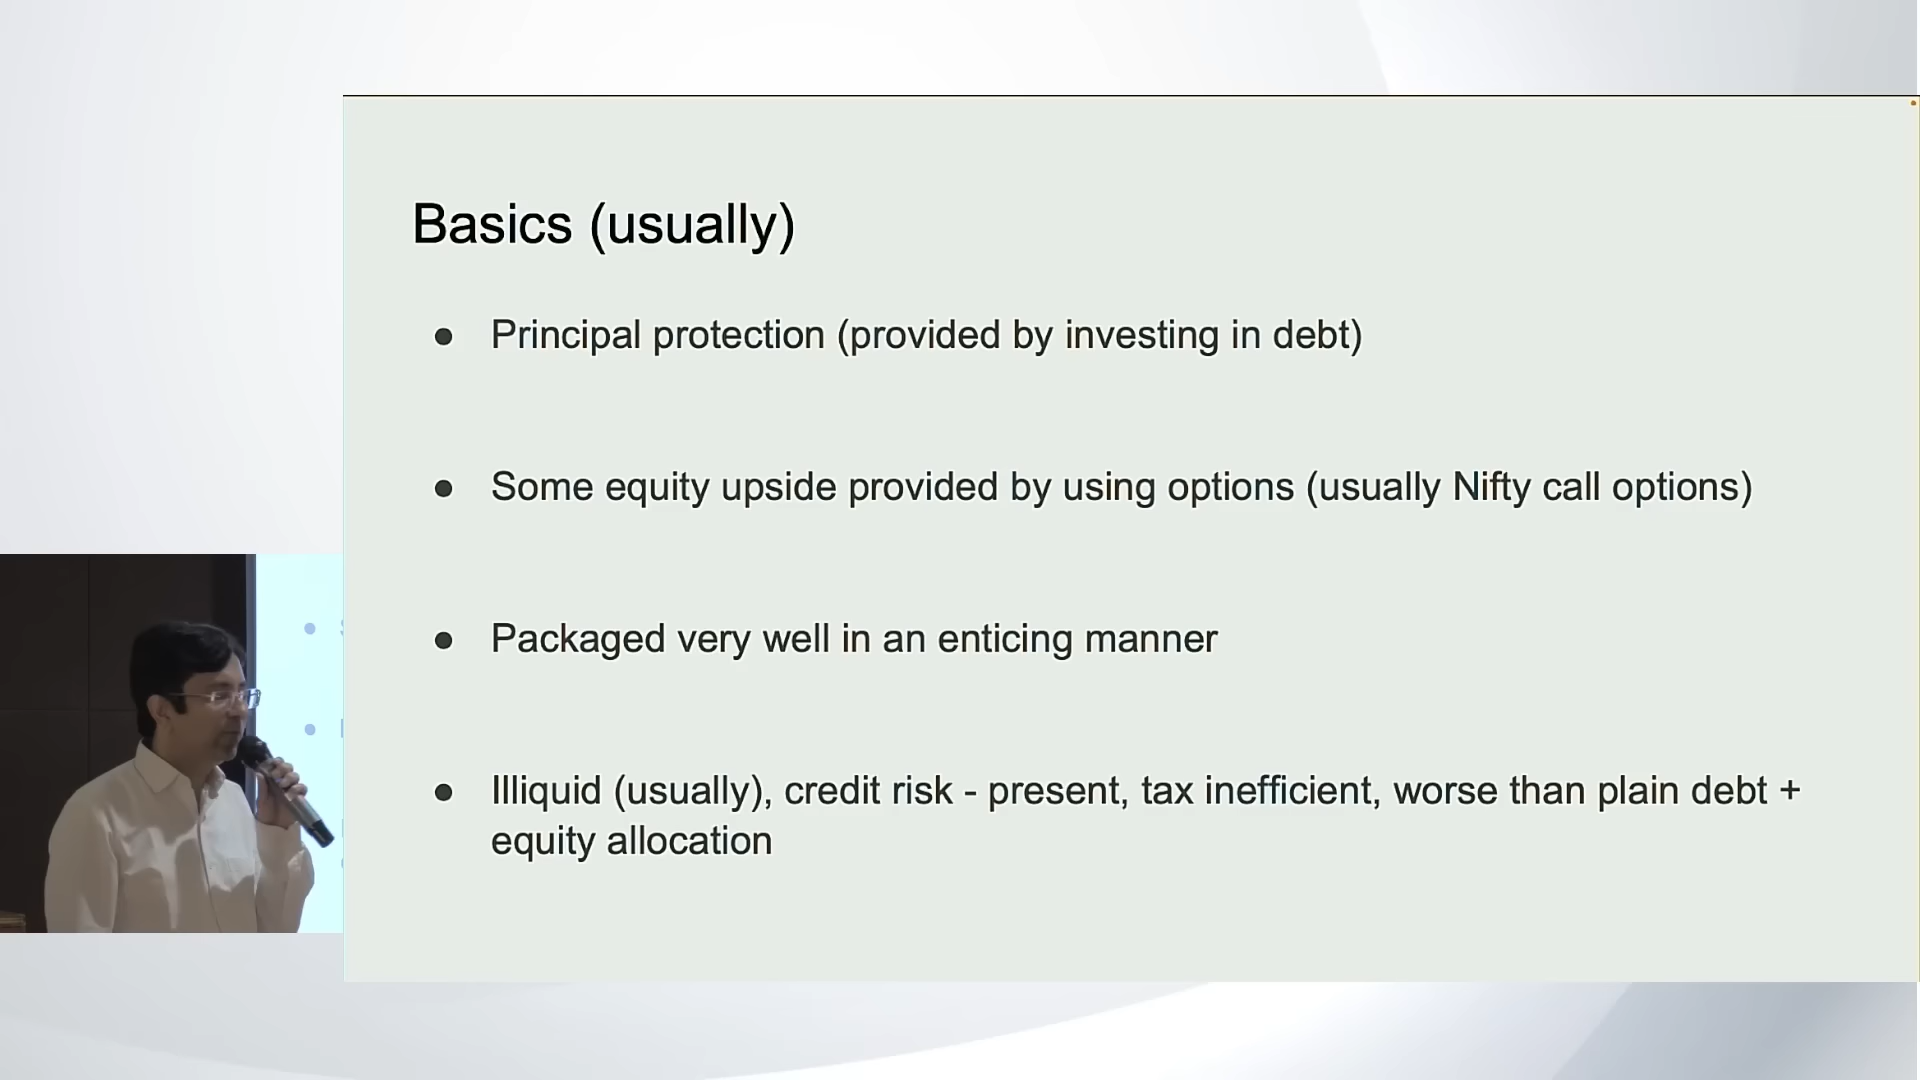 Basics (usually)
● Principal protection (provided by investing in debt)
● Some equity upside provided by using options (usually Nifty call options)
● Packaged very well in an enticing manner
● Illiquid (usually), credit risk - present, tax inefficient, worse than plain debt +
equity allocation